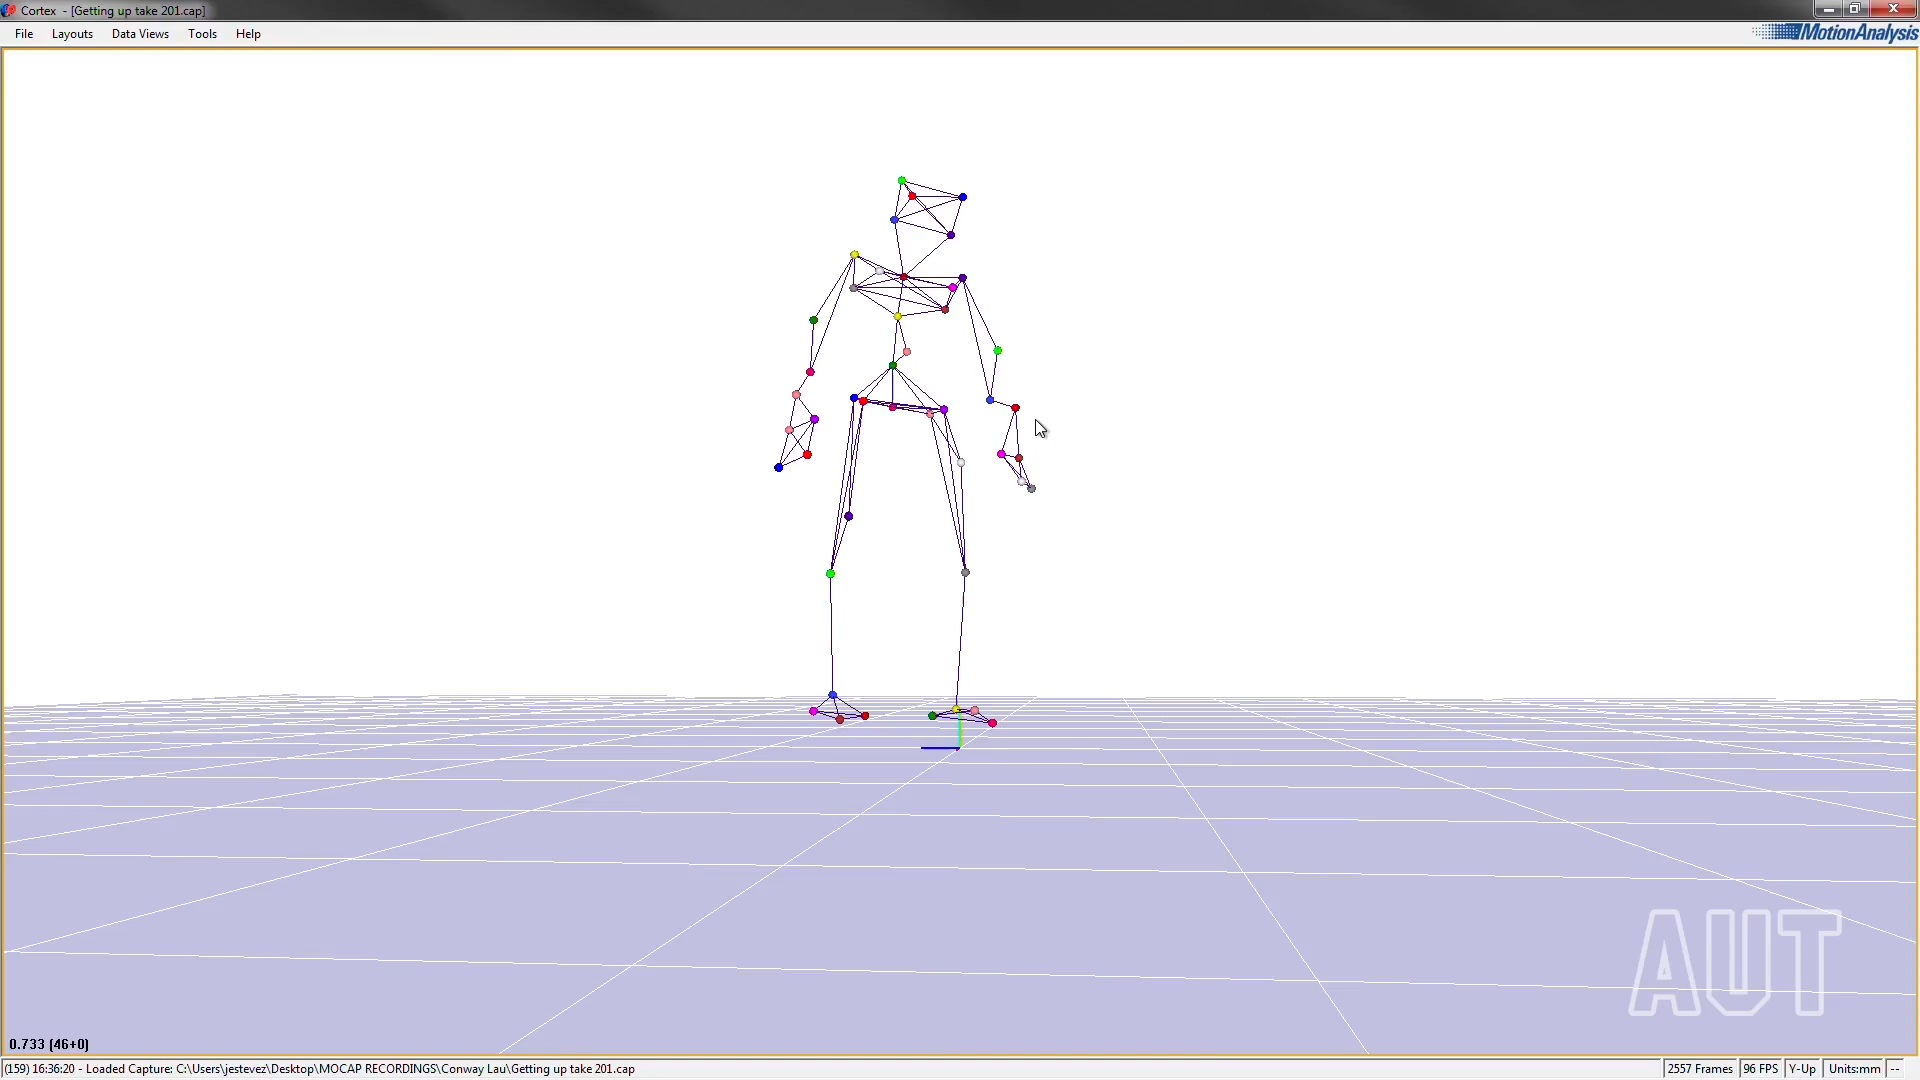 Cortex - [Getting up take 201.cap]
File Layouts Data Views Tools Help
MotionAnalysis
AUT
0.733 (46+0)
(159) 16:36:20 - Loaded Capture: C:\Users\jestevez\Desktop\MOCAP RECORDINGS\Conway Lau\Getting up take 201.cap
2557 Frames 96 FPS Y-Up Units:mm --